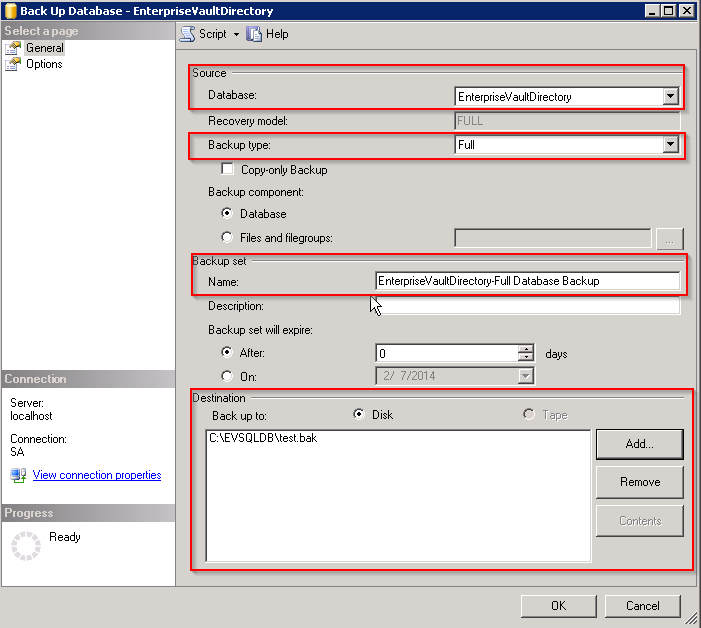 Back Up Database - EnterpriseVaultDirectory
Select a page
General
Options
Script
Help
Source
Database:
EnterpriseVaultDirectory
Recovery model:
FULL
Backup type:
Full
Copy-only Backup
Backup component:
Database
Files and filegroups:
...
Backup set
Name:
EnterpriseVaultDirectory-Full Database Backup
Description:
Backup set will expire:
After:
0
days
On:
2/ 7/2014
Destination
Back up to:
Disk
Tape
C:\EVSQLDB\test.bak
Add...
Remove
Contents
Connection
Server:
localhost
Connection:
SA
View connection properties
Progress
Ready
OK
Cancel